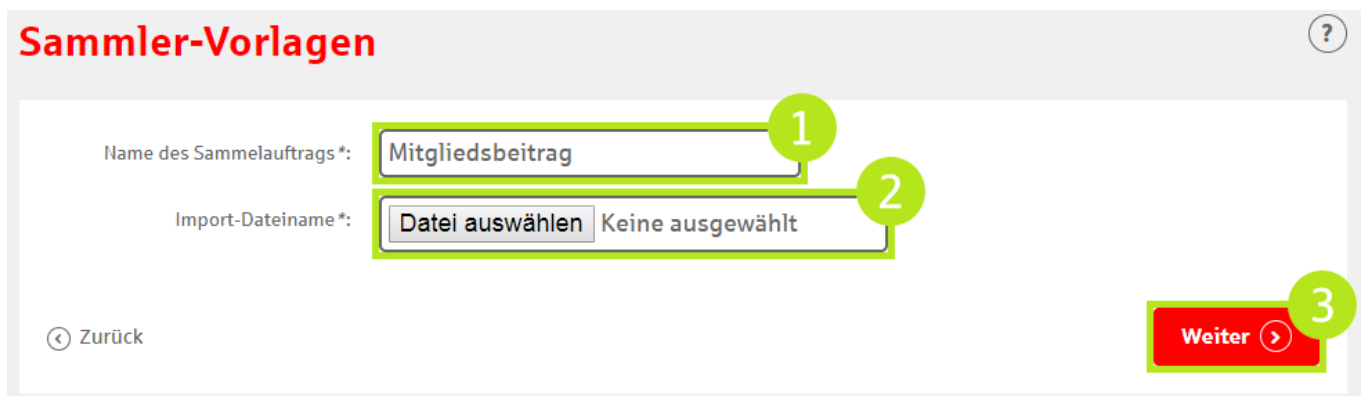 Sammler-Vorlagen
?
Name des Sammelauftrags*:
Mitgliedsbeitrag
1
Import-Dateiname*:
Datei auswählen Keine ausgewählt
2
Zurück
Weiter
3